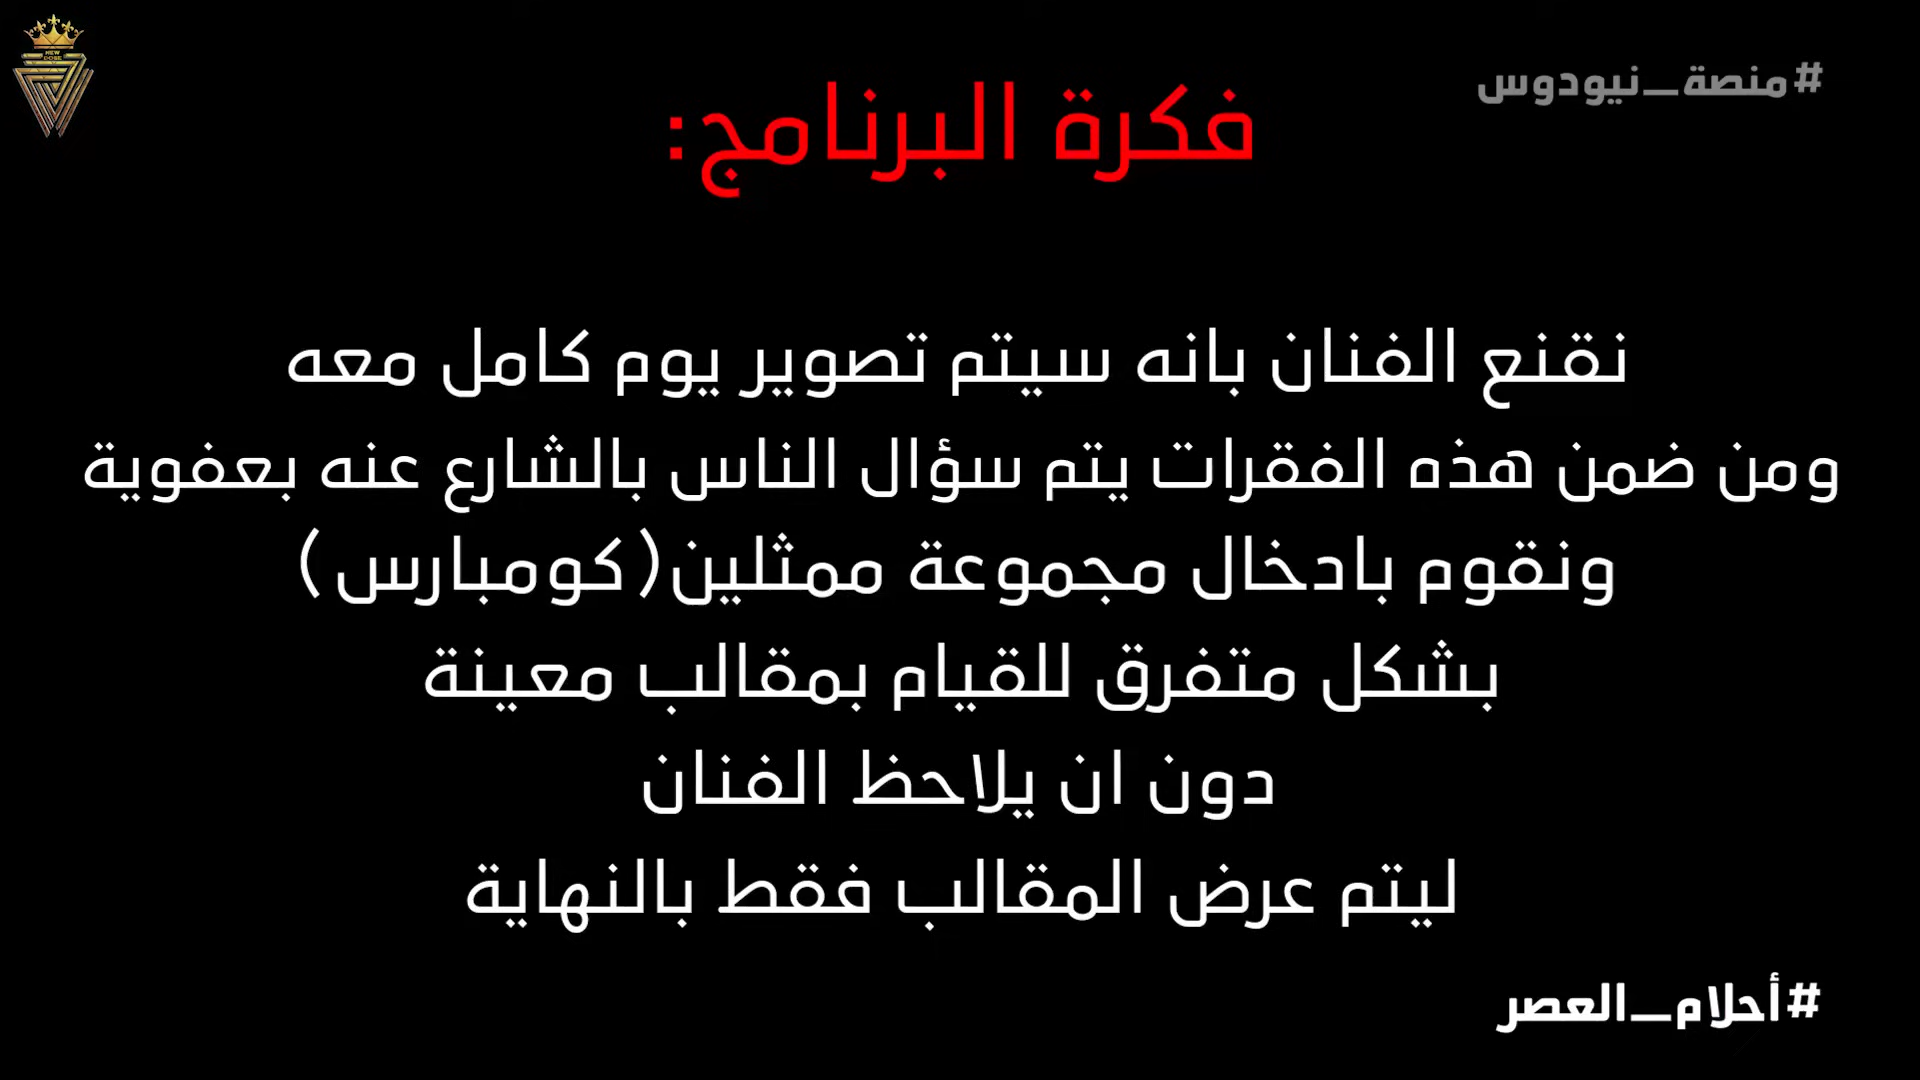 NEW
DOSE
#منصة_نيودوس
فكرة البرنامج:
نقنع الفنان بانه سيتم تصوير يوم كامل معه
ومن ضمن هذه الفقرات يتم سؤال الناس بالشارع عنه بعفوية
ونقوم بادخال مجموعة ممثلين(كومبارس)
بشكل متفرق للقيام بمقالب معينة
دون ان يلاحظ الفنان
ليتم عرض المقالب فقط بالنهاية
#أحلام_العصر